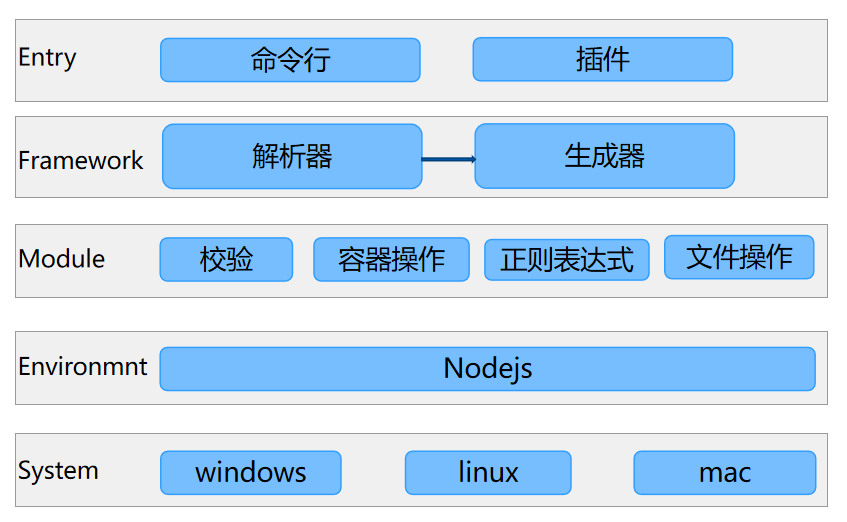 Entry
命令行
插件
Framework
解析器
生成器
Module
校验
容器操作
正则表达式
文件操作
Environmnt
Nodejs
System
windows
linux
mac